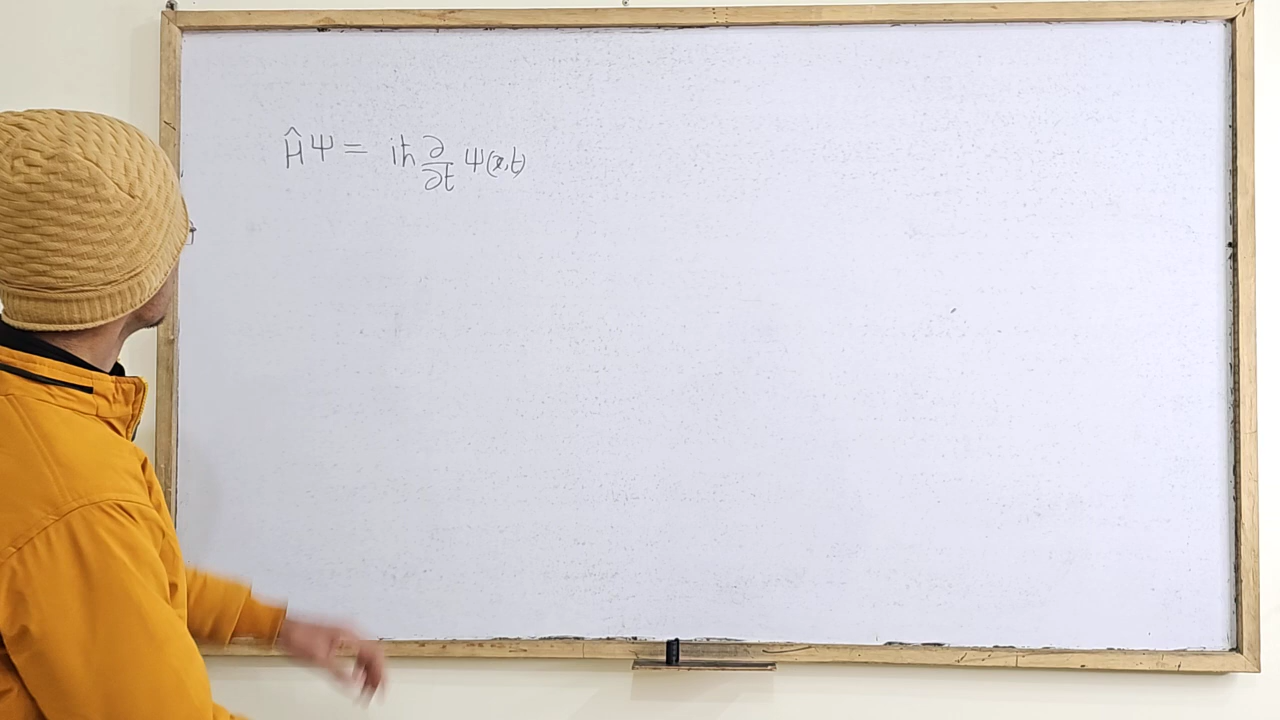 ĤΨ = iℏ ∂/∂t Ψ(x,t)